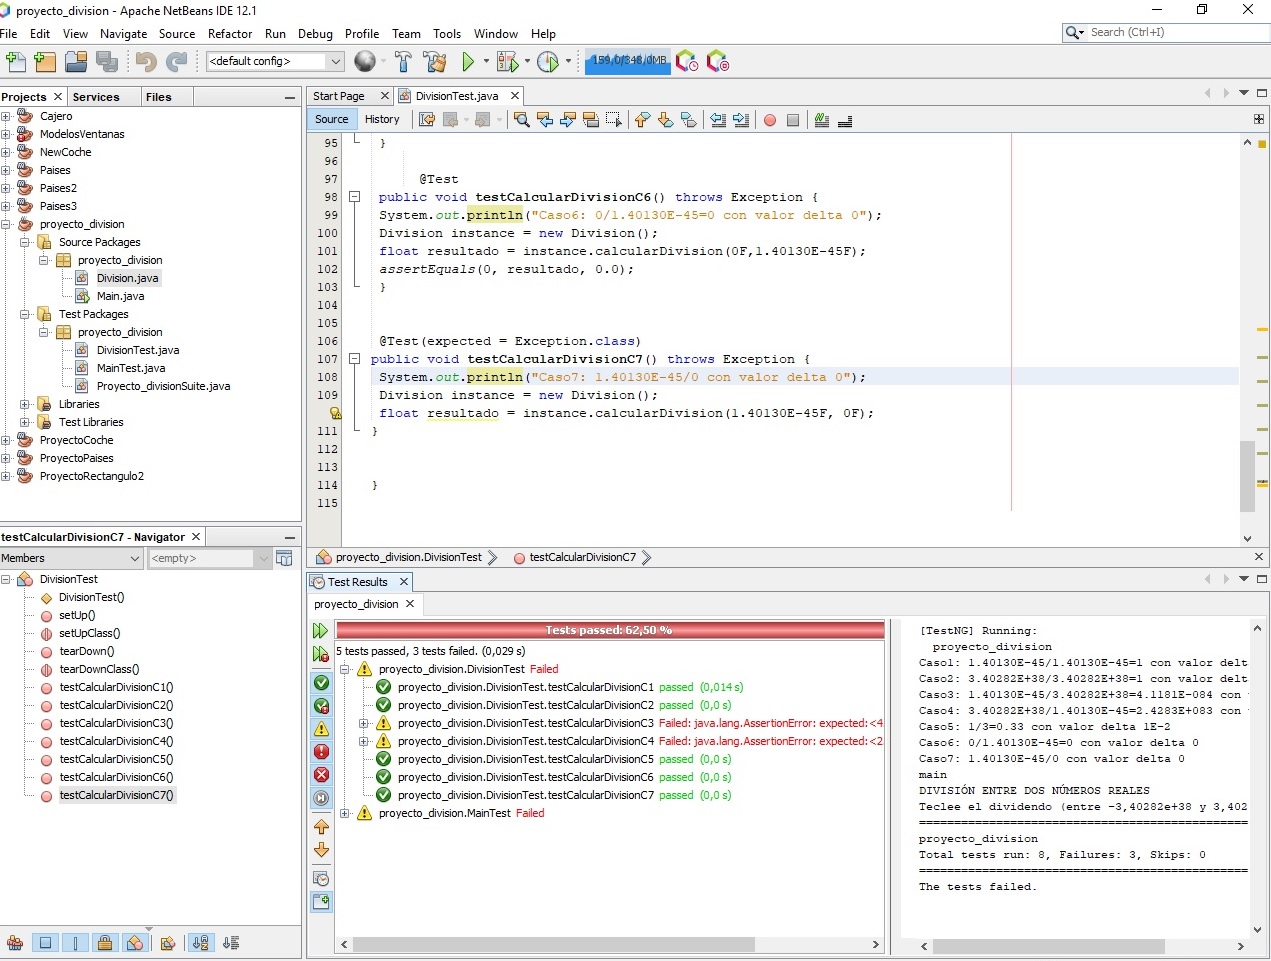 proyecto_division - Apache NetBeans IDE 12.1
File Edit View Navigate Source Refactor Run Debug Profile Team Tools Window Help
Search (Ctrl+I)
<default config>
159,0/348,0MB
Projects Services Files
Cajero
ModelosVentanas
NewCoche
Paises
Paises2
Paises3
proyecto_division
Source Packages
proyecto_division
Division.java
Main.java
Test Packages
proyecto_division
DivisionTest.java
MainTest.java
Proyecto_divisionSuite.java
Libraries
Test Libraries
ProyectoCoche
ProyectoPaises
ProyectoRectangulo2
testCalcularDivisionC7 - Navigator
Members <empty>
DivisionTest
DivisionTest()
setUp()
setUpClass()
tearDown()
tearDownClass()
testCalcularDivisionC1()
testCalcularDivisionC2()
testCalcularDivisionC3()
testCalcularDivisionC4()
testCalcularDivisionC5()
testCalcularDivisionC6()
testCalcularDivisionC7()
Start Page DivisionTest.java
Source History
95 }
96
97 @Test
98 public void testCalcularDivisionC6() throws Exception {
99 System.out.println("Caso6: 0/1.40130E-45=0 con valor delta 0");
100 Division instance = new Division();
101 float resultado = instance.calcularDivision(0F,1.40130E-45F);
102 assertEquals(0, resultado, 0.0);
103 }
104
105
106 @Test(expected = Exception.class)
107 public void testCalcularDivisionC7() throws Exception {
108 System.out.println("Caso7: 1.40130E-45/0 con valor delta 0");
109 Division instance = new Division();
float resultado = instance.calcularDivision(1.40130E-45F, 0F);
111 }
112
113
114 }
115
proyecto_division.DivisionTest testCalcularDivisionC7
Test Results
proyecto_division
Tests passed: 62,50 %
5 tests passed, 3 tests failed. (0,029 s)
proyecto_division.DivisionTest Failed
proyecto_division.DivisionTest.testCalcularDivisionC1 passed (0,014 s)
proyecto_division.DivisionTest.testCalcularDivisionC2 passed (0,0 s)
proyecto_division.DivisionTest.testCalcularDivisionC3 Failed: java.lang.AssertionError: expected:<4
proyecto_division.DivisionTest.testCalcularDivisionC4 Failed: java.lang.AssertionError: expected:<2
proyecto_division.DivisionTest.testCalcularDivisionC5 passed (0,0 s)
proyecto_division.DivisionTest.testCalcularDivisionC6 passed (0,0 s)
proyecto_division.DivisionTest.testCalcularDivisionC7 passed (0,0 s)
proyecto_division.MainTest Failed
[TestNG] Running:
proyecto_division
Caso1: 1.40130E-45/1.40130E-45=1 con valor delt
Caso2: 3.40282E+38/3.40282E+38=1 con valor delt
Caso3: 1.40130E-45/3.40282E+38=4.1181E-084 con
Caso4: 3.40282E+38/1.40130E-45=2.4283E+083 con
Caso5: 1/3=0.33 con valor delta 1E-2
Caso6: 0/1.40130E-45=0 con valor delta 0
Caso7: 1.40130E-45/0 con valor delta 0
main
DIVISIÓN ENTRE DOS NÚMEROS REALES
Teclee el dividendo (entre -3,40282e+38 y 3,402
===============================================
proyecto_division
Total tests run: 8, Failures: 3, Skips: 0
===============================================
The tests failed.